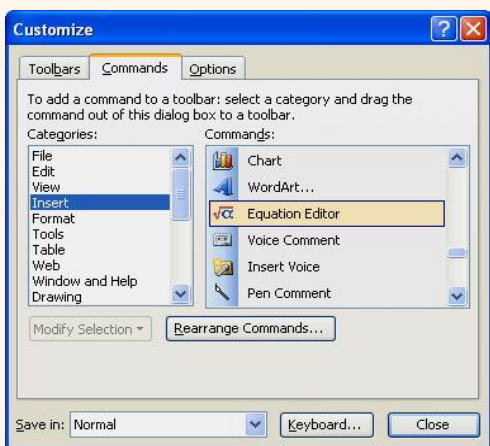 Customize
Toolbars Commands Options
To add a command to a toolbar: select a category and drag the
command out of this dialog box to a toolbar.
Categories: Commands:
File
Edit
View
Insert
Format
Tools
Table
Web
Window and Help
Drawing
Chart
WordArt...
Equation Editor
Voice Comment
Insert Voice
Pen Comment
Modify Selection Rearrange Commands...
Save in: Normal Keyboard... Close